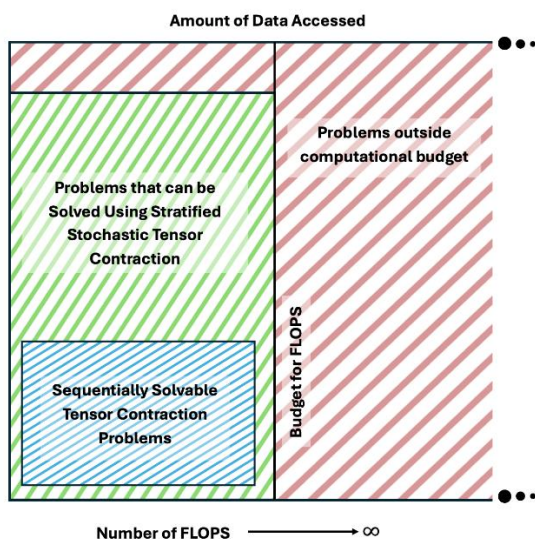 Amount of Data Accessed
Problems outside
computational budget
Problems that can be
Solved Using Stratified
Stochastic Tensor
Contraction
Budget for FLOPS
Sequentially Solvable
Tensor Contraction
Problems
Number of FLOPS ⟶ ∞